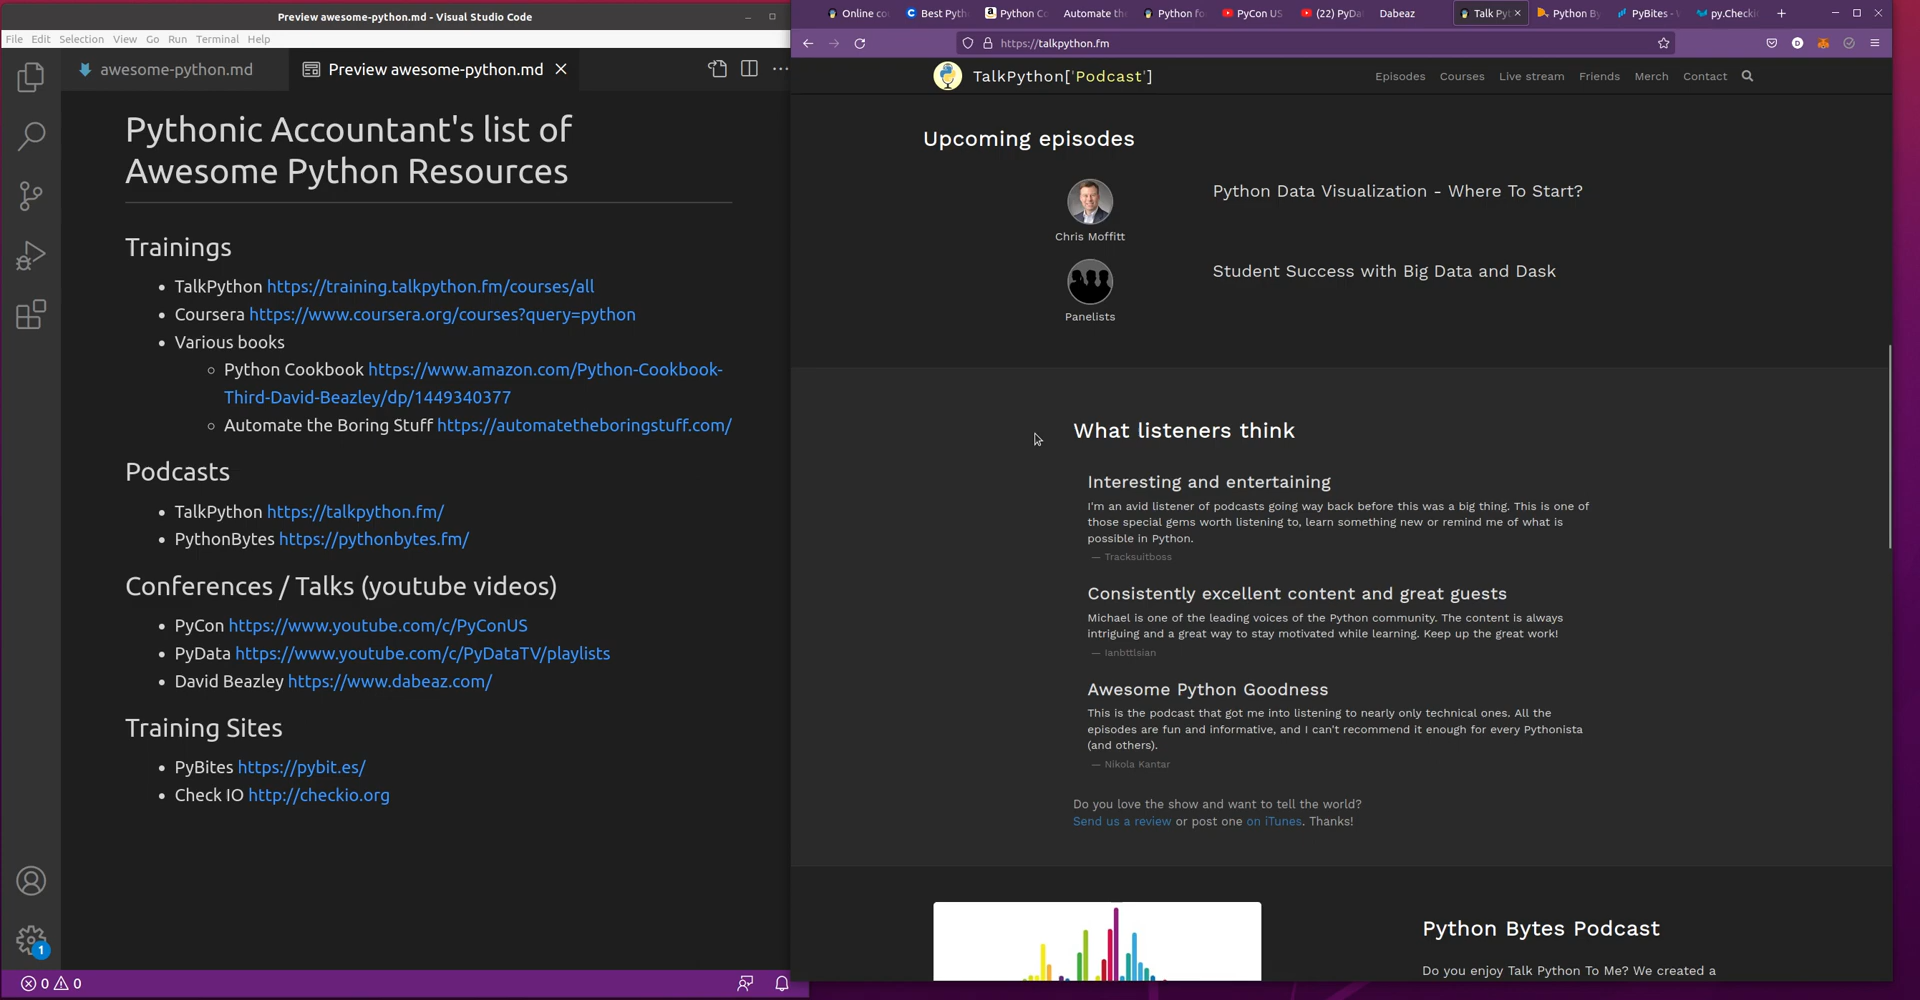 Preview awesome-python.md - Visual Studio Code
File Edit Selection View Go Run Terminal Help
awesome-python.md
Preview awesome-python.md
Pythonic Accountant's list of
Awesome Python Resources
Trainings
TalkPython https://training.talkpython.fm/courses/all
Coursera https://www.coursera.org/courses?query=python
Various books
Python Cookbook https://www.amazon.com/Python-Cookbook-
Third-David-Beazley/dp/1449340377
Automate the Boring Stuff https://automatetheboringstuff.com/
Podcasts
TalkPython https://talkpython.fm/
PythonBytes https://pythonbytes.fm/
Conferences / Talks (youtube videos)
PyCon https://www.youtube.com/c/PyConUS
PyData https://www.youtube.com/c/PyDataTV/playlists
David Beazley https://www.dabeaz.com/
Training Sites
PyBites https://pybit.es/
Check IO http://checkio.org
1
0 0
Online co Best Pyth Python Co Automate the Python fo PyCon US (22) PyDa Dabeaz Talk Py Python By PyBites - py.Checki
https://talkpython.fm
TalkPython['Podcast']
Episodes Courses Live stream Friends Merch Contact
Upcoming episodes
Chris Moffitt
Python Data Visualization - Where To Start?
Panelists
Student Success with Big Data and Dask
What listeners think
Interesting and entertaining
I'm an avid listener of podcasts going way back before this was a big thing. This is one of
those special gems worth listening to, learn something new or remind me of what is
possible in Python.
— Tracksuitboss
Consistently excellent content and great guests
Michael is one of the leading voices of the Python community. The content is always
intriguing and a great way to stay motivated while learning. Keep up the great work!
— Ianbttlsian
Awesome Python Goodness
This is the podcast that got me into listening to nearly only technical ones. All the
episodes are fun and informative, and I can't recommend it enough for every Pythonista
(and others).
— Nikola Kantar
Do you love the show and want to tell the world?
Send us a review or post one on iTunes. Thanks!
Python Bytes Podcast
Do you enjoy Talk Python To Me? We created a